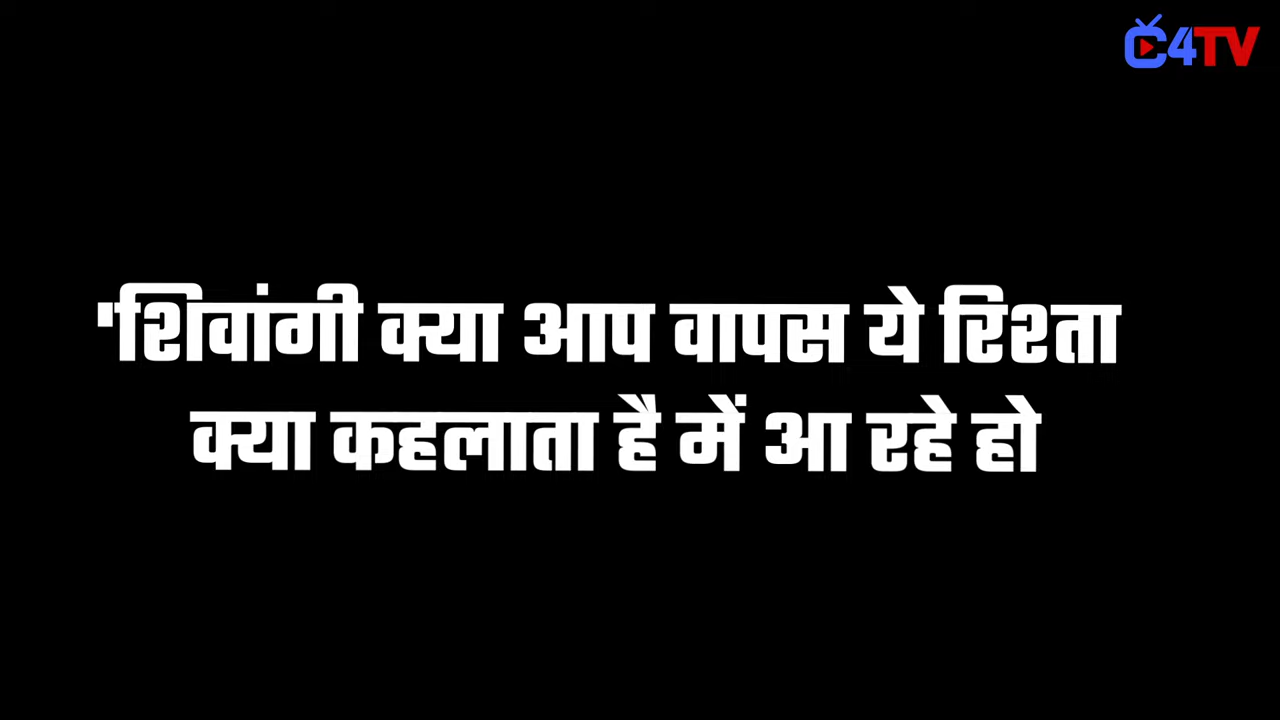 C4TV
'शिवांगी क्या आप वापस ये रिश्ता
क्या कहलाता है में आ रहे हो